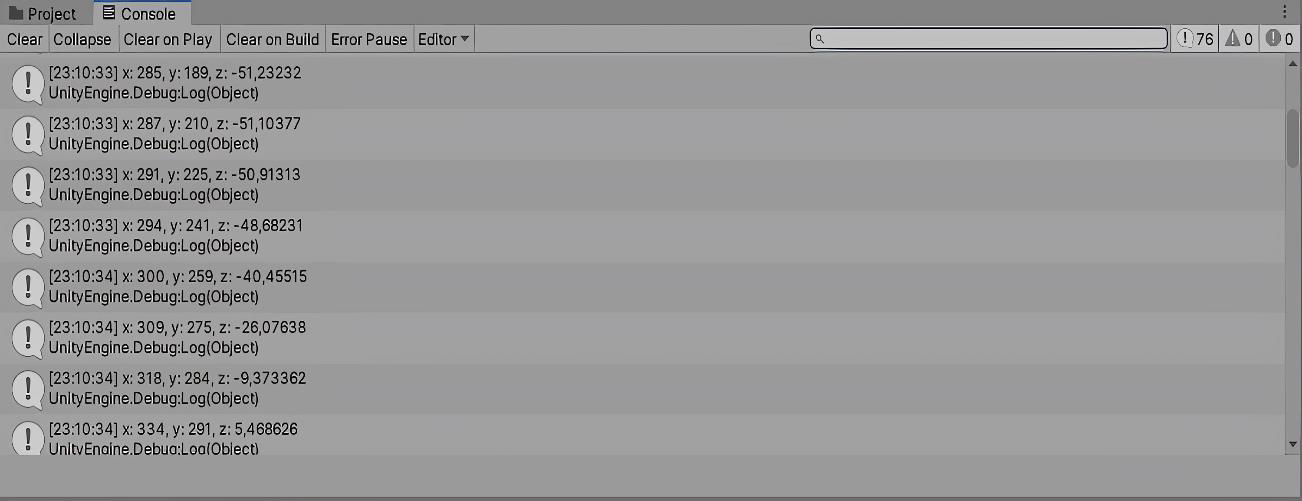 Project Console
Clear Collapse Clear on Play Clear on Build Error Pause Editor 76 0 0
[23:10:33] x: 285, y: 189, z: -51,23232
UnityEngine.Debug:Log(Object)
[23:10:33] x: 287, y: 210, z: -51,10377
UnityEngine.Debug:Log(Object)
[23:10:33] x: 291, y: 225, z: -50,91313
UnityEngine.Debug:Log(Object)
[23:10:33] x: 294, y: 241, z: -48,68231
UnityEngine.Debug:Log(Object)
[23:10:34] x: 300, y: 259, z: -40,45515
UnityEngine.Debug:Log(Object)
[23:10:34] x: 309, y: 275, z: -26,07638
UnityEngine.Debug:Log(Object)
[23:10:34] x: 318, y: 284, z: -9,373362
UnityEngine.Debug:Log(Object)
[23:10:34] x: 334, y: 291, z: 5,468626
UnityEngine.Debug:Log(Object)